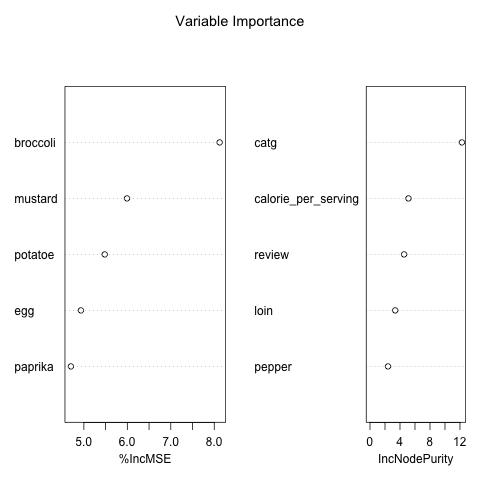 Variable Importance
broccoli
mustard
potatoe
egg
paprika
5.0 6.0 7.0 8.0
%IncMSE
catg
calorie_per_serving
review
loin
pepper
0 4 8 12
IncNodePurity